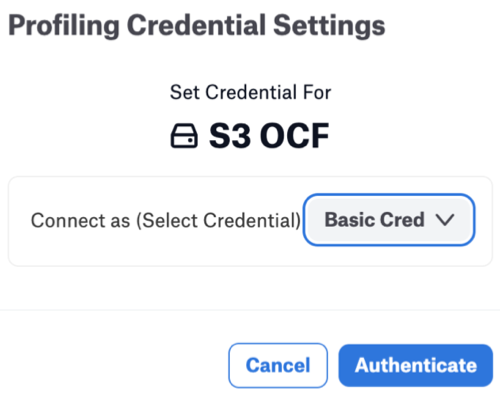 Profiling Credential Settings
Set Credential For
S3 OCF
Connect as (Select Credential) Basic Cred
Cancel Authenticate